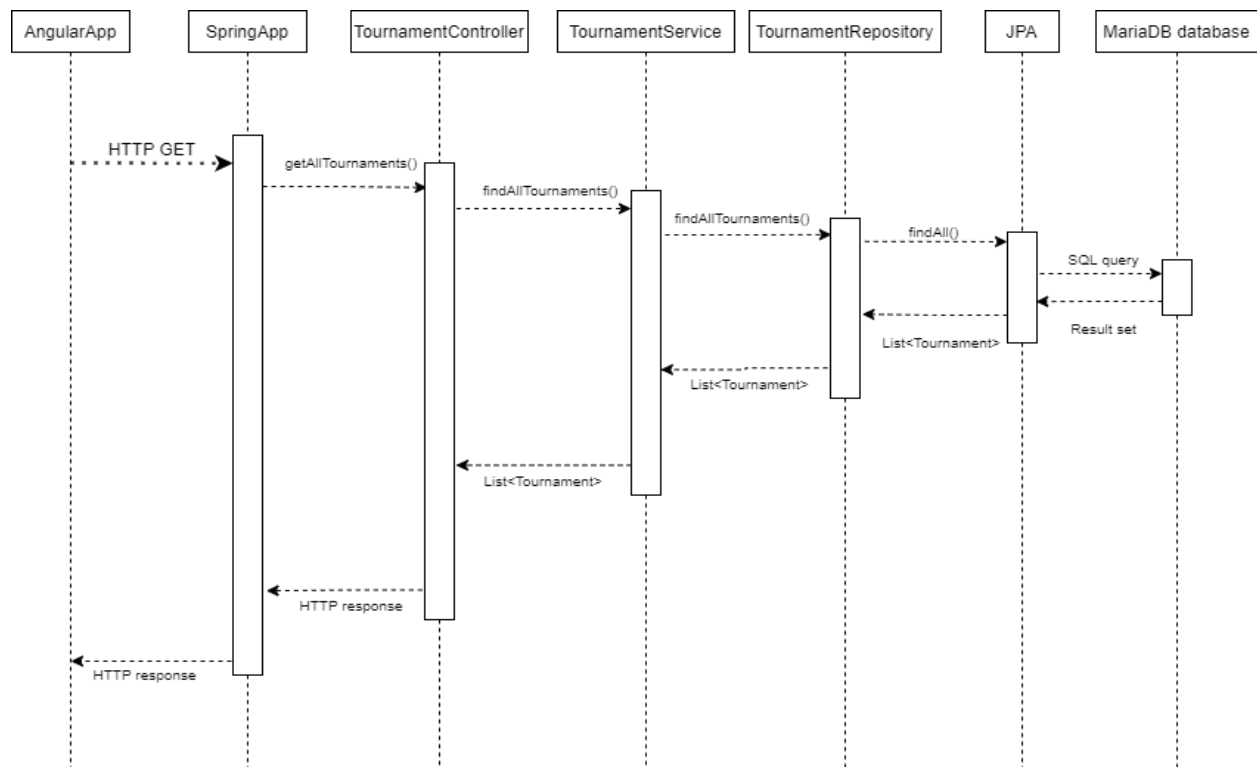 AngularApp
SpringApp
TournamentController
TournamentService
TournamentRepository
JPA
MariaDB database
HTTP GET
getAllTournaments()
findAllTournaments()
findAllTournaments()
findAll()
SQL query
Result set
List<Tournament>
List<Tournament>
List<Tournament>
HTTP response
HTTP response